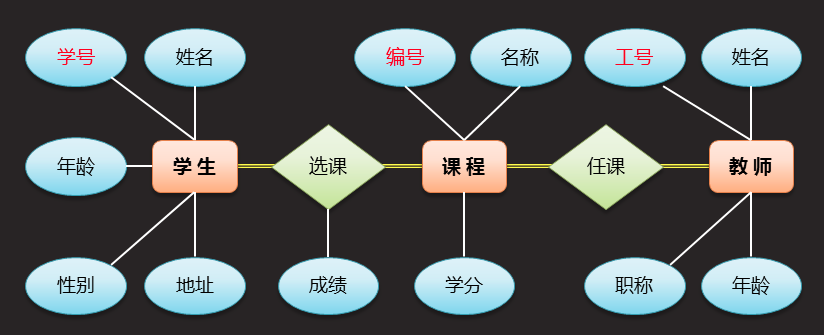 学号 姓名 编号 名称 工号 姓名
年龄 学生 选课 课程 任课 教师
性别 地址 成绩 学分 职称 年龄